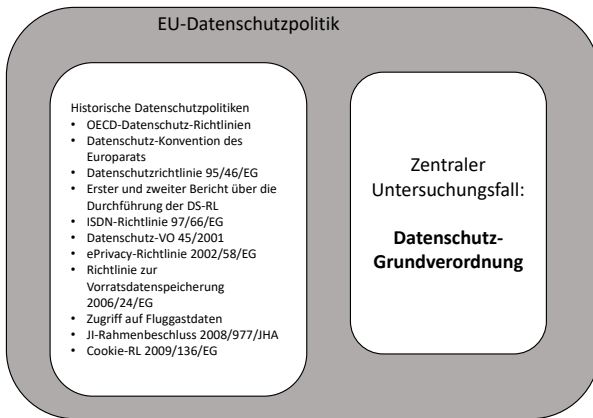 EU-Datenschutzpolitik
Historische Datenschutzpolitiken
• OECD-Datenschutz-Richtlinien
• Datenschutz-Konvention des
Europarats
• Datenschutzrichtlinie 95/46/EG
• Erster und zweiter Bericht über die
Durchführung der DS-RL
• ISDN-Richtlinie 97/66/EG
• Datenschutz-VO 45/2001
• ePrivacy-Richtlinie 2002/58/EG
• Richtlinie zur
Vorratsdatenspeicherung
2006/24/EG
• Zugriff auf Fluggastdaten
• JI-Rahmenbeschluss 2008/977/JHA
• Cookie-RL 2009/136/EG
Zentraler
Untersuchungsfall:
Datenschutz-
Grundverordnung